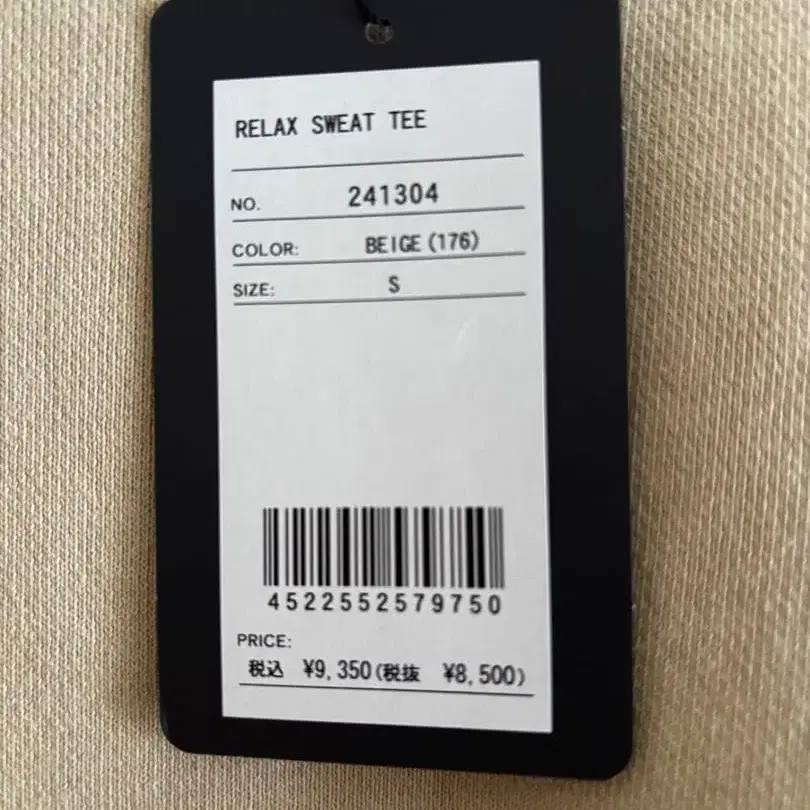 RELAX SWEAT TEE
NO. 241304
COLOR: BEIGE(176)
SIZE: S
4522552579750
PRICE:
税込 ¥9,350(税抜 ¥8,500)